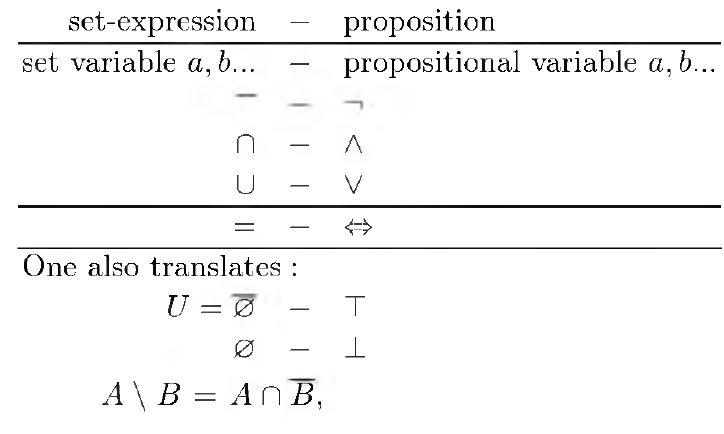 set-expression – proposition
set variable a, b... – propositional variable a, b...
‾ – ¬
∩ – ∧
∪ – ∨
= – ⇔
One also translates :
U = ∅̅ – ⊤
∅ – ⊥
A \ B = A ∩ B̅,